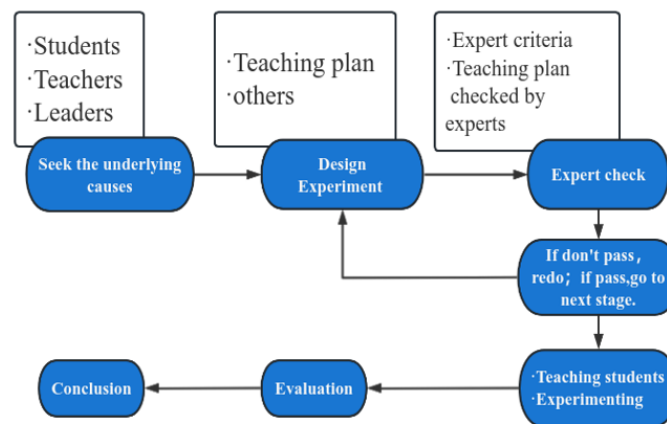 ·Students
·Teachers
·Leaders
·Teaching plan
·others
·Expert criteria
·Teaching plan
checked by
experts
Seek the underlying
causes
Design
Experiment
Expert check
If don't pass,
redo; if pass,go to
next stage.
Conclusion
Evaluation
·Teaching students
·Experimenting